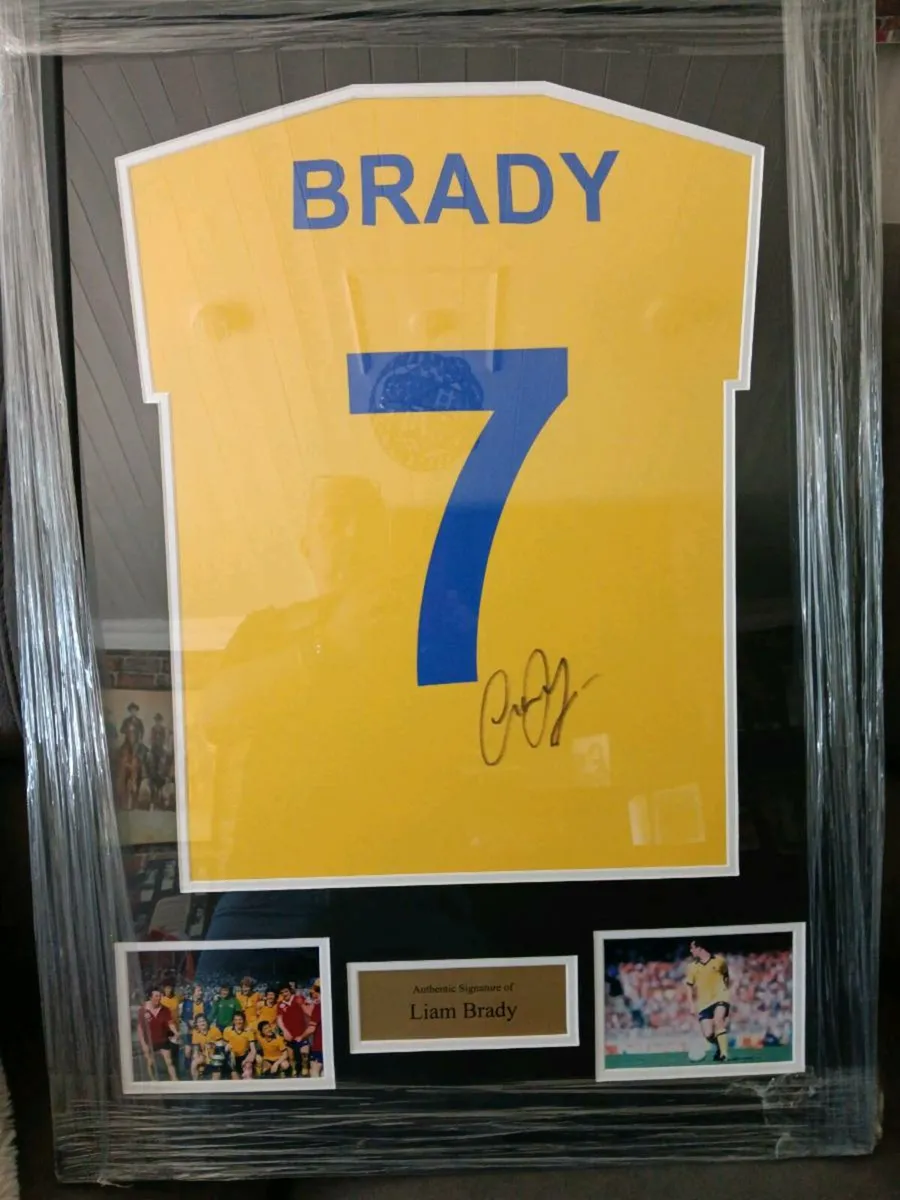 BRADY
7
Authentic Signature of
Liam Brady